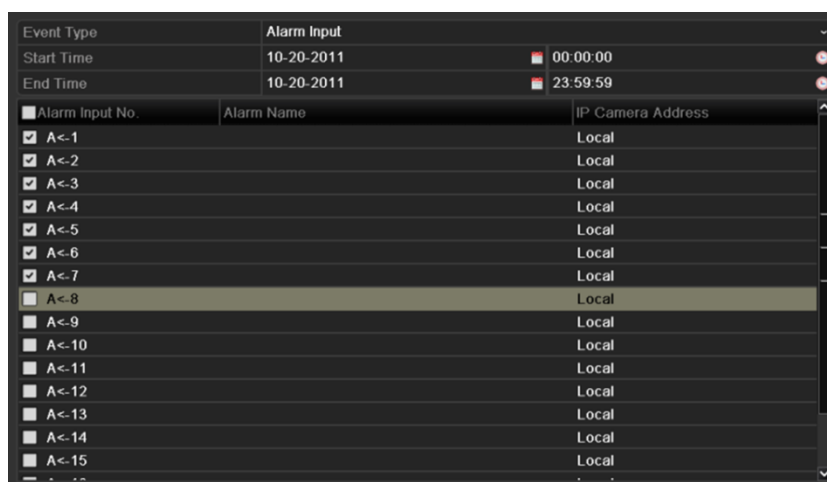 Event Type Alarm Input
Start Time 10-20-2011 00:00:00
End Time 10-20-2011 23:59:59
Alarm Input No. Alarm Name IP Camera Address
A<-1 Local
A<-2 Local
A<-3 Local
A<-4 Local
A<-5 Local
A<-6 Local
A<-7 Local
A<-8 Local
A<-9 Local
A<-10 Local
A<-11 Local
A<-12 Local
A<-13 Local
A<-14 Local
A<-15 Local